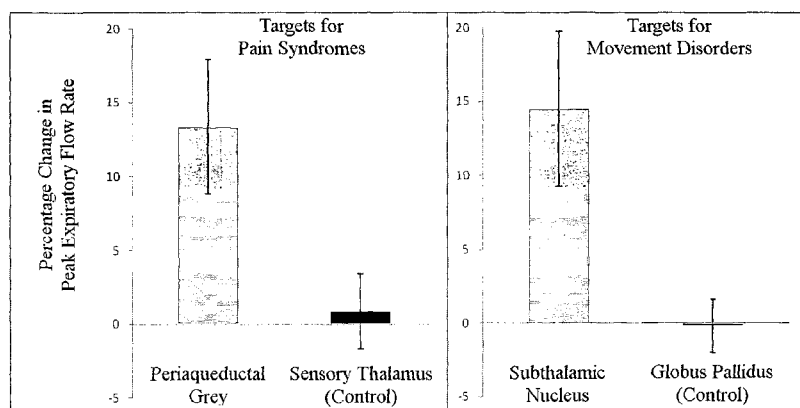 Targets for
Pain Syndromes
Percentage Change in
Peak Expiratory Flow Rate
20
15
10
5
0
-5
Periaqueductal
Grey
Sensory Thalamus
(Control)
Targets for
Movement Disorders
20
15
10
5
0
-5
Subthalamic
Nucleus
Globus Pallidus
(Control)